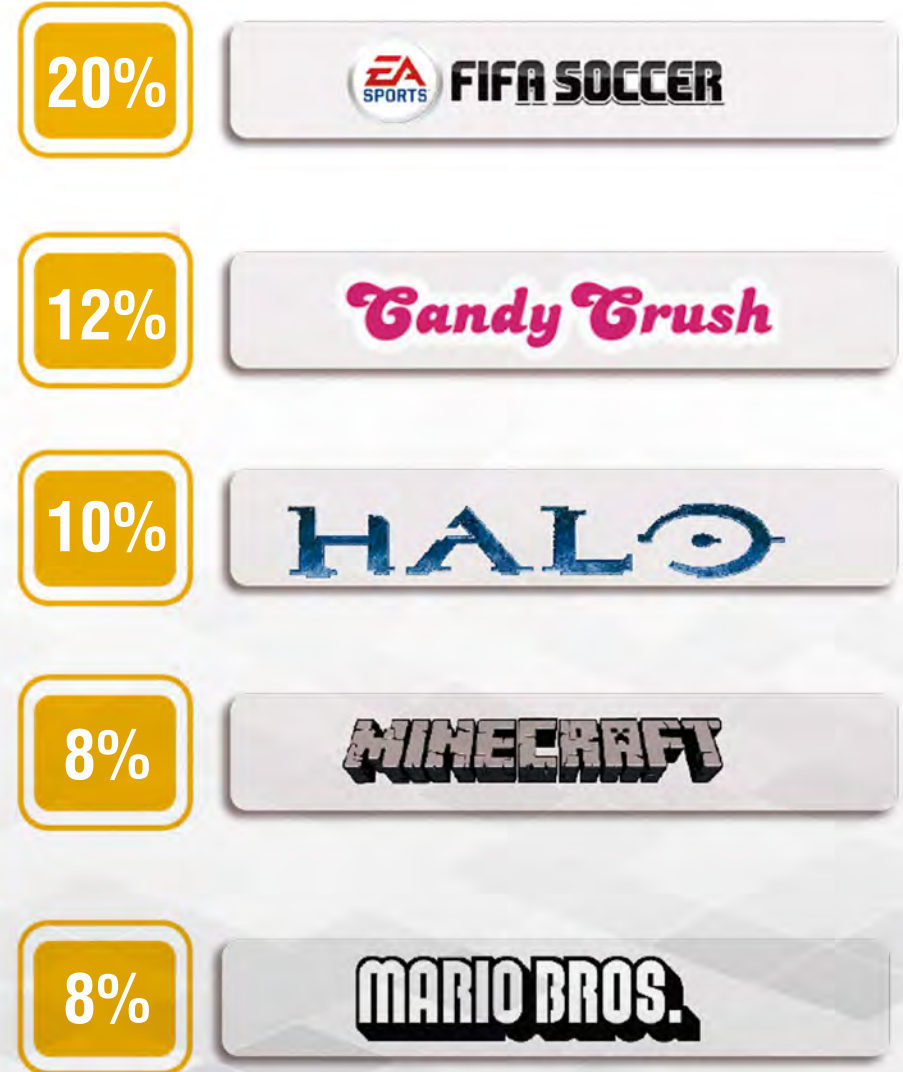 20%
EA SPORTS FIFA SOCCER
12%
Candy Crush
10%
HALO
8%
MINECRAFT
8%
MARIO BROS.